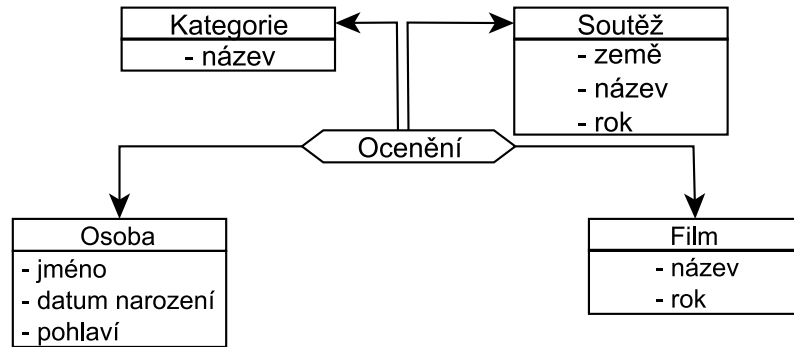 Kategorie
- název
Soutěž
- země
- název
- rok
Ocenění
Osoba
- jméno
- datum narození
- pohlaví
Film
- název
- rok